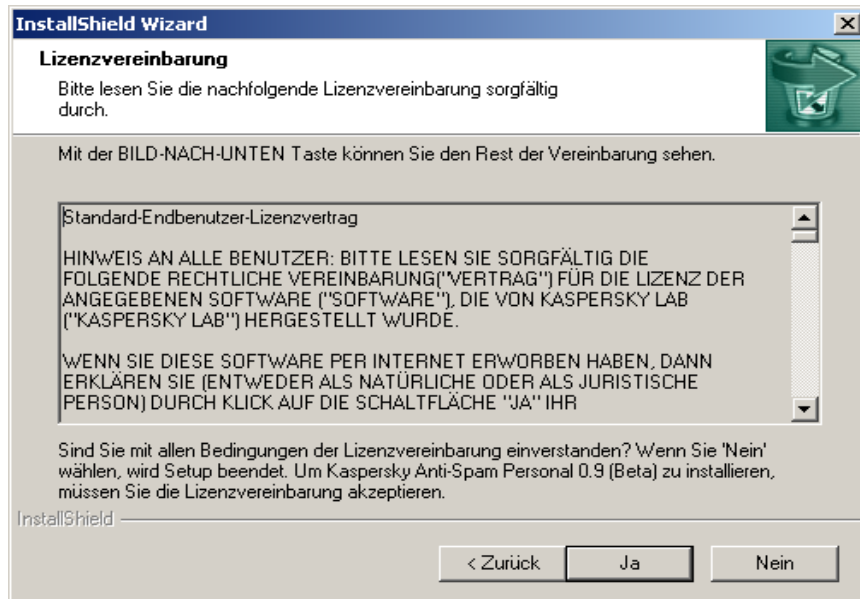 InstallShield Wizard
Lizenzvereinbarung
Bitte lesen Sie die nachfolgende Lizenzvereinbarung sorgfältig
durch.
Mit der BILD-NACH-UNTEN Taste können Sie den Rest der Vereinbarung sehen.
Standard-Endbenutzer-Lizenzvertrag
HINWEIS AN ALLE BENUTZER: BITTE LESEN SIE SORGFÄLTIG DIE
FOLGENDE RECHTLICHE VEREINBARUNG("VERTRAG") FÜR DIE LIZENZ DER
ANGEGEBENEN SOFTWARE ("SOFTWARE"), DIE VON KASPERSKY LAB
("KASPERSKY LAB") HERGESTELLT WURDE.
WENN SIE DIESE SOFTWARE PER INTERNET ERWORBEN HABEN, DANN
ERKLÄREN SIE (ENTWEDER ALS NATÜRLICHE ODER ALS JURISTISCHE
PERSON) DURCH KLICK AUF DIE SCHALTFLÄCHE "JA" IHR
Sind Sie mit allen Bedingungen der Lizenzvereinbarung einverstanden? Wenn Sie 'Nein'
wählen, wird Setup beendet. Um Kaspersky Anti-Spam Personal 0.9 (Beta) zu installieren,
müssen Sie die Lizenzvereinbarung akzeptieren.
InstallShield
< Zurück Ja Nein